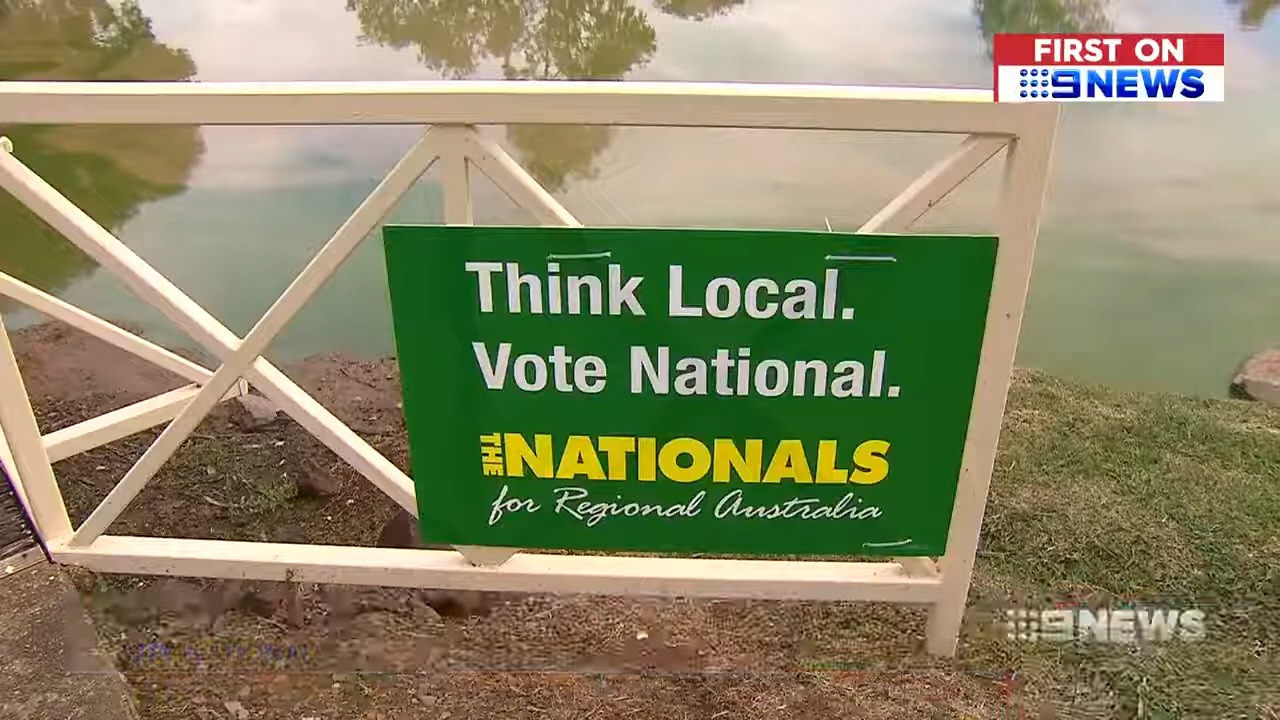 FIRST ON
9NEWS
Think Local.
Vote National.
THE NATIONALS
for Regional Australia
9NEWS